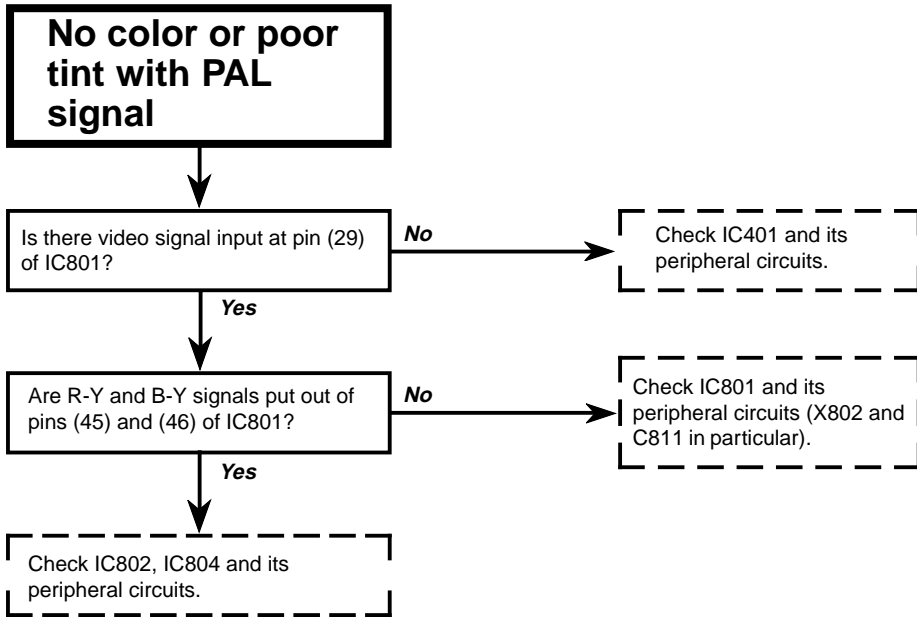 No color or poor
tint with PAL
signal
Is there video signal input at pin (29)
of IC801?
No
Check IC401 and its
peripheral circuits.
Yes
Are R-Y and B-Y signals put out of
pins (45) and (46) of IC801?
No
Check IC801 and its
peripheral circuits (X802 and
C811 in particular).
Yes
Check IC802, IC804 and its
peripheral circuits.